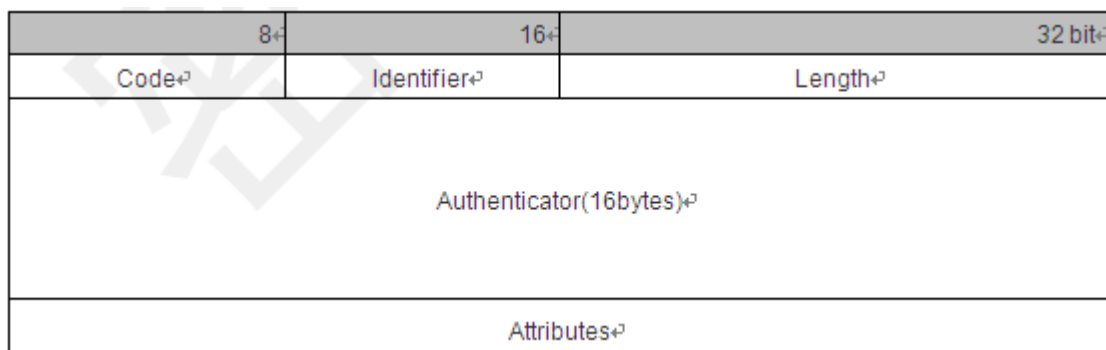 8 16 32 bit
Code Identifier Length
Authenticator(16bytes)
Attributes